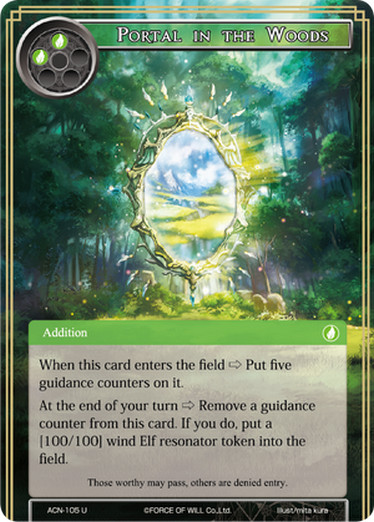 Portal in the Woods
Addition
When this card enters the field ⇨ Put five
guidance counters on it.
At the end of your turn ⇨ Remove a guidance
counter from this card. If you do, put a
[100/100] wind Elf resonator token into the
field.
Those worthy may pass, others are denied entry.
ACN-105 U ©FORCE OF WILL Co.,Ltd. Illust/mita kura